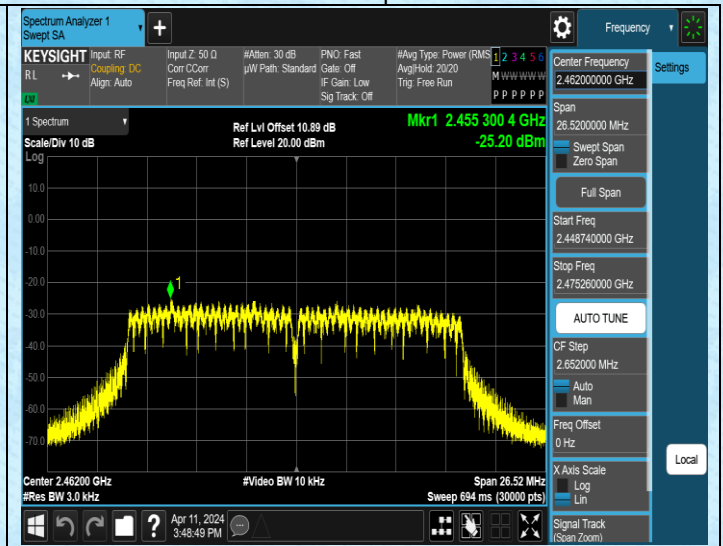 Spectrum Analyzer 1
Swept SA
+
Frequency
KEYSIGHT
RL
Input: RF
Coupling: DC
Align: Auto
Input Z: 50 Ω
Corr CCorr
Freq Ref: Int (S)
#Atten: 30 dB
µW Path: Standard
PNO: Fast
Gate: Off
IF Gain: Low
Sig Track: Off
#Avg Type: Power (RMS
Avg|Hold: 20/20
Trig: Free Run
1 2 3 4 5 6
M W W W W W
P P P P P P
1 Spectrum
Scale/Div 10 dB
Ref Lvl Offset 10.89 dB
Ref Level 20.00 dBm
Mkr1 2.455 300 4 GHz
-25.20 dBm
Log
10.0
0.00
-10.0
-20.0
-30.0
-40.0
-50.0
-60.0
-70.0
1
Center 2.46200 GHz
#Res BW 3.0 kHz
#Video BW 10 kHz
Span 26.52 MHz
Sweep 694 ms (30000 pts)
Center Frequency
2.462000000 GHz
Span
26.5200000 MHz
Swept Span
Zero Span
Full Span
Start Freq
2.448740000 GHz
Stop Freq
2.475260000 GHz
AUTO TUNE
CF Step
2.652000 MHz
Auto
Man
Freq Offset
0 Hz
X Axis Scale
Log
Lin
Signal Track
(Span Zoom)
Settings
Local
?
Apr 11, 2024
3:48:49 PM